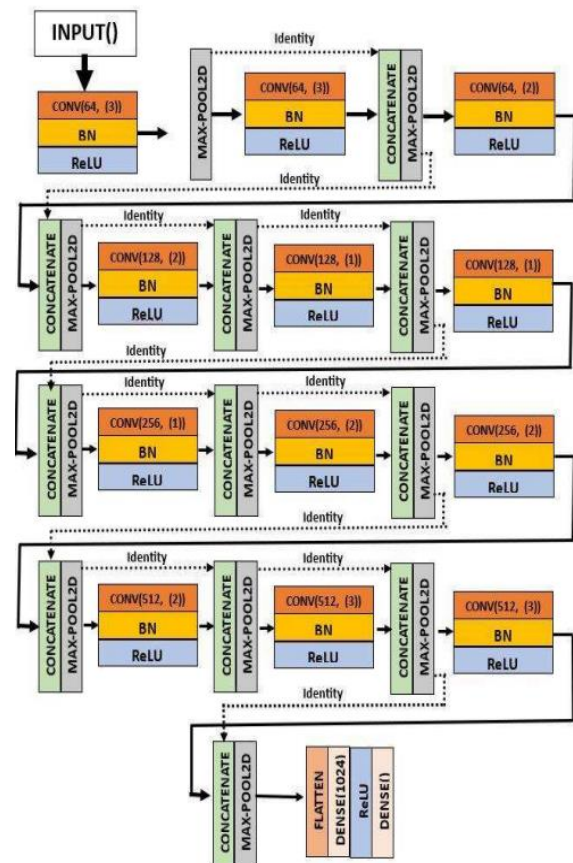 INPUT()
CONV(64, (3))
BN
ReLU
MAX-POOL2D
Identity
CONV(64, (3))
BN
ReLU
CONCATENATE
MAX-POOL2D
CONV(64, (2))
BN
ReLU
Identity
CONCATENATE
MAX-POOL2D
Identity
CONV(128, (2))
BN
ReLU
CONCATENATE
MAX-POOL2D
Identity
CONV(128, (1))
BN
ReLU
CONCATENATE
MAX-POOL2D
CONV(128, (1))
BN
ReLU
Identity
CONCATENATE
MAX-POOL2D
Identity
CONV(256, (1))
BN
ReLU
CONCATENATE
MAX-POOL2D
Identity
CONV(256, (2))
BN
ReLU
CONCATENATE
MAX-POOL2D
CONV(256, (2))
BN
ReLU
Identity
CONCATENATE
MAX-POOL2D
Identity
CONV(512, (2))
BN
ReLU
CONCATENATE
MAX-POOL2D
Identity
CONV(512, (3))
BN
ReLU
CONCATENATE
MAX-POOL2D
CONV(512, (3))
BN
ReLU
Identity
CONCATENATE
MAX-POOL2D
FLATTEN
DENSE(1024)
ReLU
DENSE()